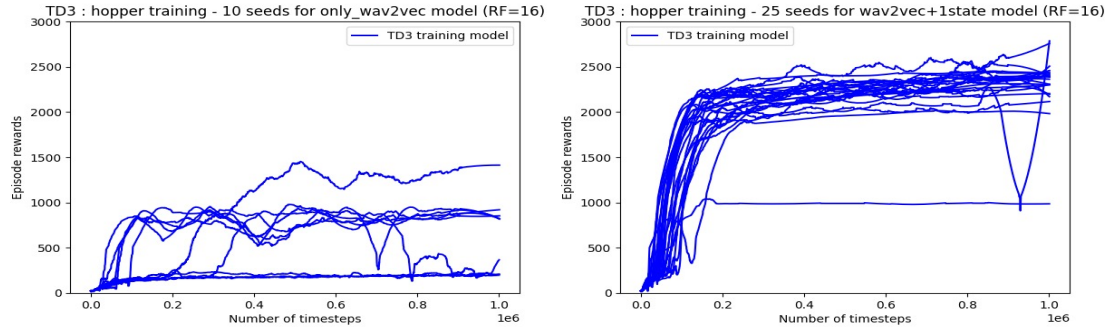 TD3 : hopper training - 10 seeds for only_wav2vec model (RF=16)
3000
2500
2000
1500
1000
500
0
Episode rewards
TD3 training model
0.0
0.2
0.4
0.6
0.8
1.0
1e6
Number of timesteps
TD3 : hopper training - 25 seeds for wav2vec+1state model (RF=16)
3000
2500
2000
1500
1000
500
0
Episode rewards
TD3 training model
0.0
0.2
0.4
0.6
0.8
1.0
1e6
Number of timesteps